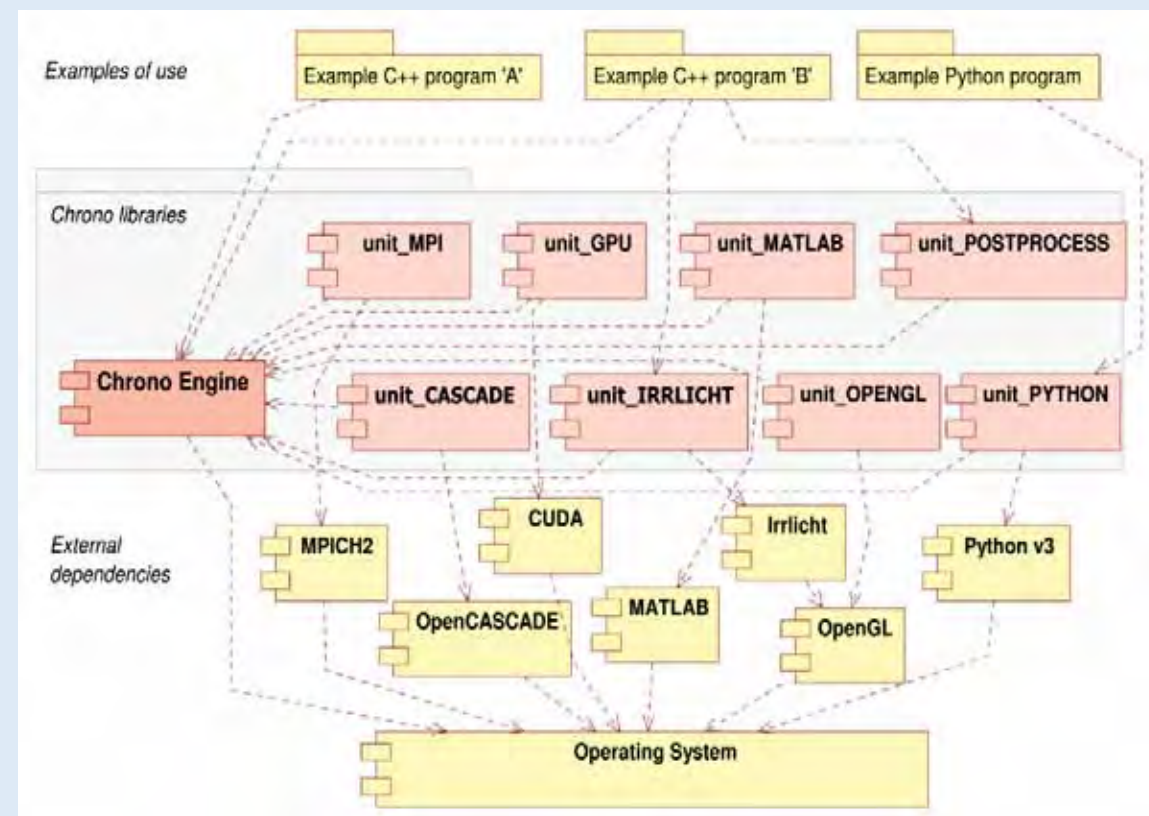 Examples of use
Example C++ program 'A'
Example C++ program 'B'
Example Python program
Chrono libraries
unit_MPI
unit_GPU
unit_MATLAB
unit_POSTPROCESS
Chrono Engine
unit_CASCADE
unit_IRRLICHT
unit_OPENGL
unit_PYTHON
External
dependencies
MPICH2
CUDA
Irrlicht
Python v3
OpenCASCADE
MATLAB
OpenGL
Operating System